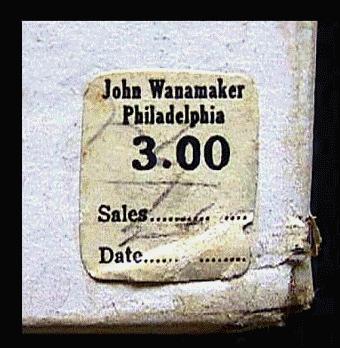 John Wanamaker
Philadelphia
3.00
Sales..............
Date..............